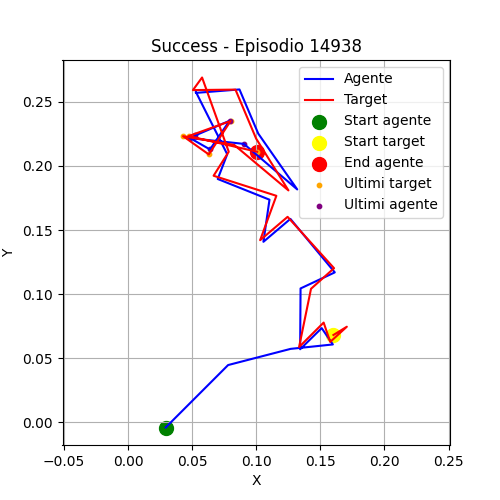 Success - Episodio 14938
Agente
Target
Start agente
Start target
End agente
Ultimi target
Ultimi agente
Y
0.25
0.20
0.15
0.10
0.05
0.00
−0.05
0.00
0.05
0.10
0.15
0.20
0.25
X